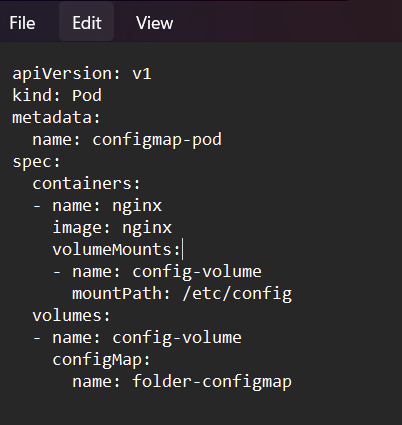 File Edit View
apiVersion: v1
kind: Pod
metadata:
  name: configmap-pod
spec:
  containers:
  - name: nginx
    image: nginx
    volumeMounts:
    - name: config-volume
      mountPath: /etc/config
  volumes:
  - name: config-volume
    configMap:
      name: folder-configmap